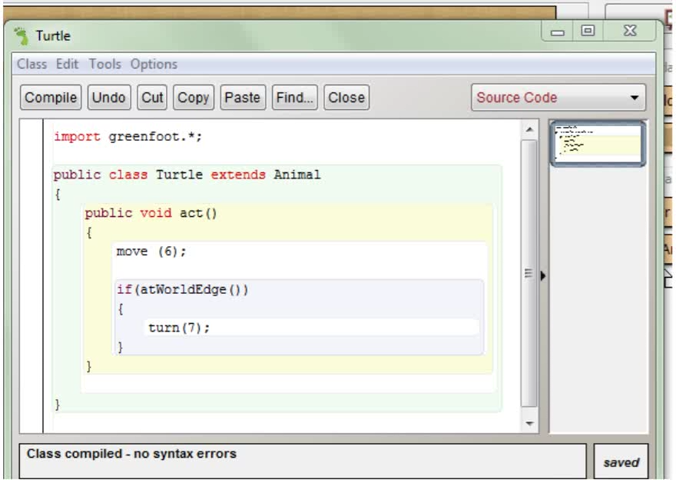 Turtle
Class Edit Tools Options
Compile Undo Cut Copy Paste Find... Close Source Code
import greenfoot.*;
public class Turtle extends Animal
{
public void act()
{
move (6);
if(atWorldEdge())
{
turn(7);
}
}
}
Class compiled - no syntax errors
saved